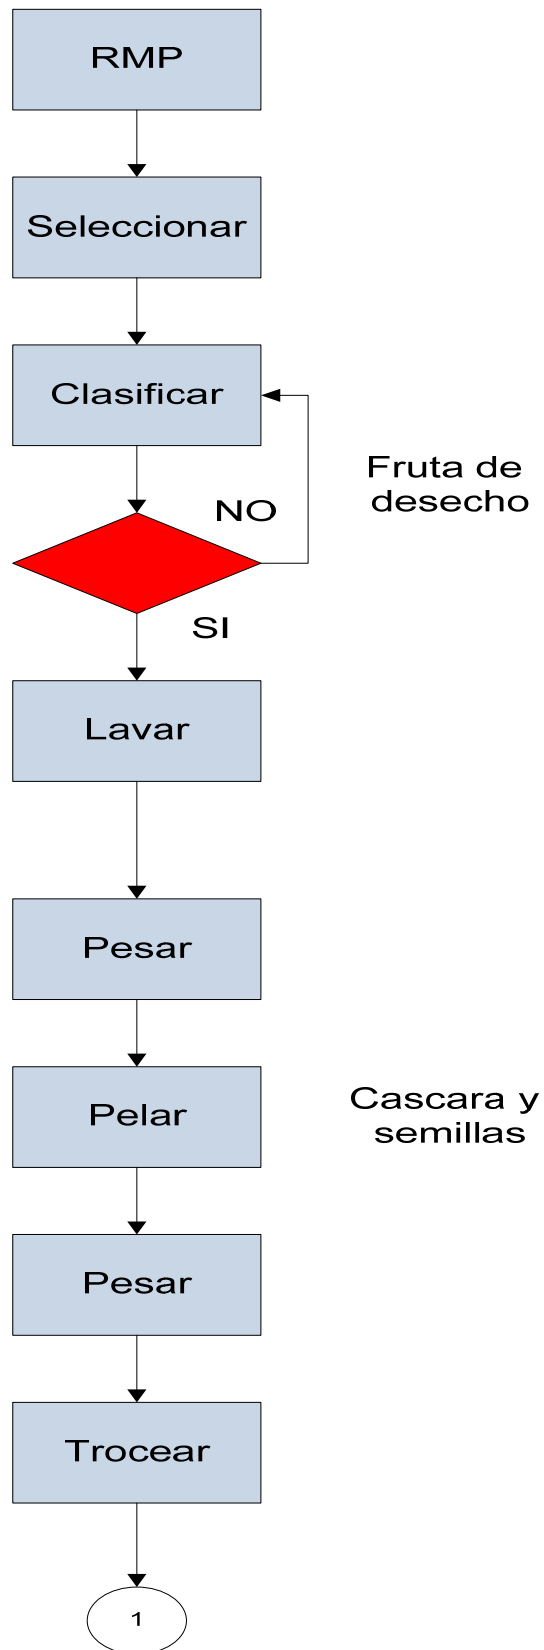 RMP
Seleccionar
Clasificar
Fruta de
desecho
NO
SI
Lavar
Pesar
Pelar
Cascara y
semillas
Pesar
Trocear
1